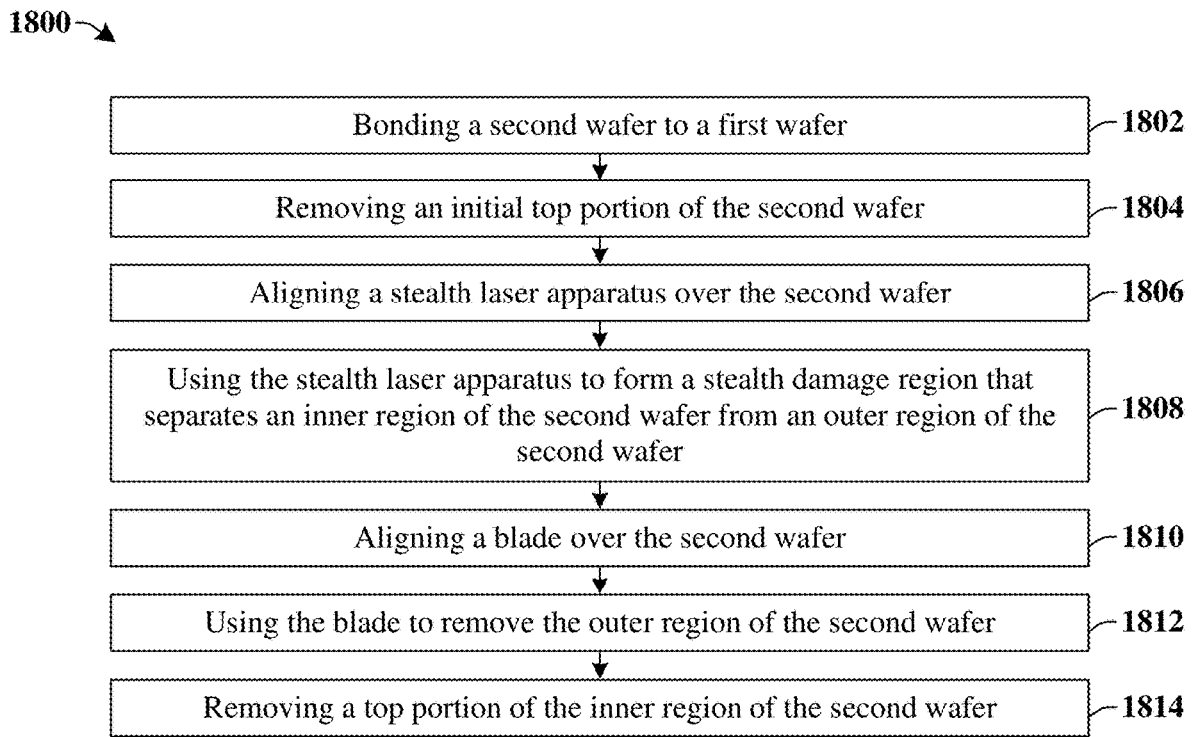 1800
Bonding a second wafer to a first wafer
1802
Removing an initial top portion of the second wafer
1804
Aligning a stealth laser apparatus over the second wafer
1806
Using the stealth laser apparatus to form a stealth damage region that
separates an inner region of the second wafer from an outer region of the
second wafer
1808
Aligning a blade over the second wafer
1810
Using the blade to remove the outer region of the second wafer
1812
Removing a top portion of the inner region of the second wafer
1814